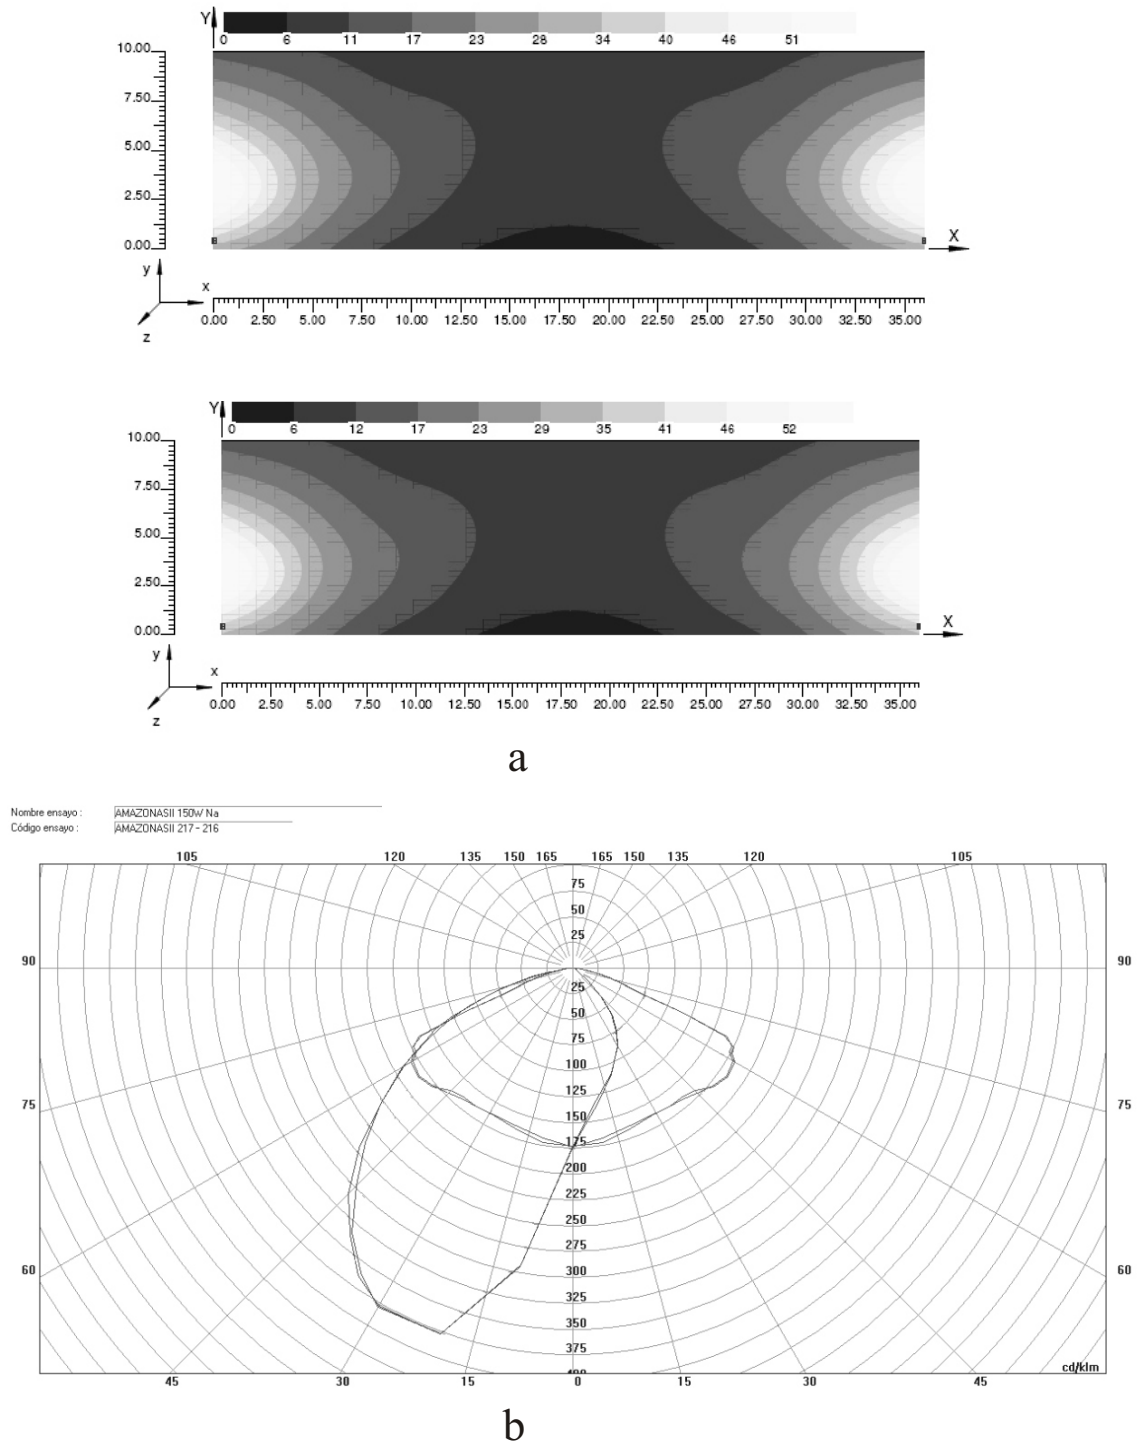 Y
0 6 11 17 23 28 34 40 46 51
10.00
7.50
5.00
2.50
0.00
X
y
x
z
0.00 2.50 5.00 7.50 10.00 12.50 15.00 17.50 20.00 22.50 25.00 27.50 30.00 32.50 35.00
Y
0 6 12 17 23 29 35 41 46 52
10.00
7.50
5.00
2.50
0.00
X
y
x
z
0.00 2.50 5.00 7.50 10.00 12.50 15.00 17.50 20.00 22.50 25.00 27.50 30.00 32.50 35.00
a
Nombre ensayo : AMAZONASII 150W Na
Código ensayo : AMAZONASII 217 - 216
105 120 135 150 165 165 150 135 120 105
75
50
25
90 90
25
50
75
100
125
75 75
150
175
200
225
250
275
60 60
300
325
350
375
400
cd/klm
45 30 15 0 15 30 45
b